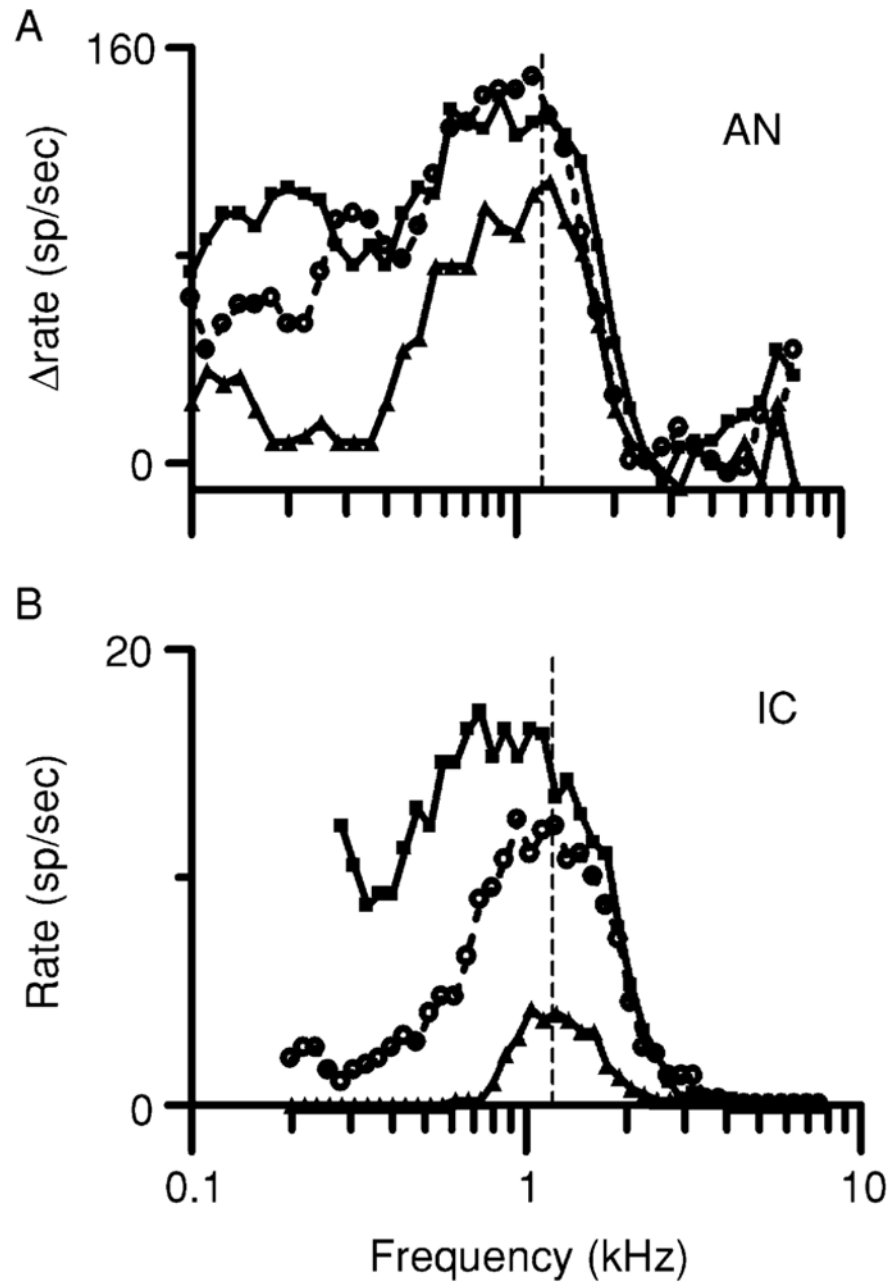 A
160
AN
Δrate (sp/sec)
0
B
20
IC
Rate (sp/sec)
0
0.1
1
10
Frequency (kHz)